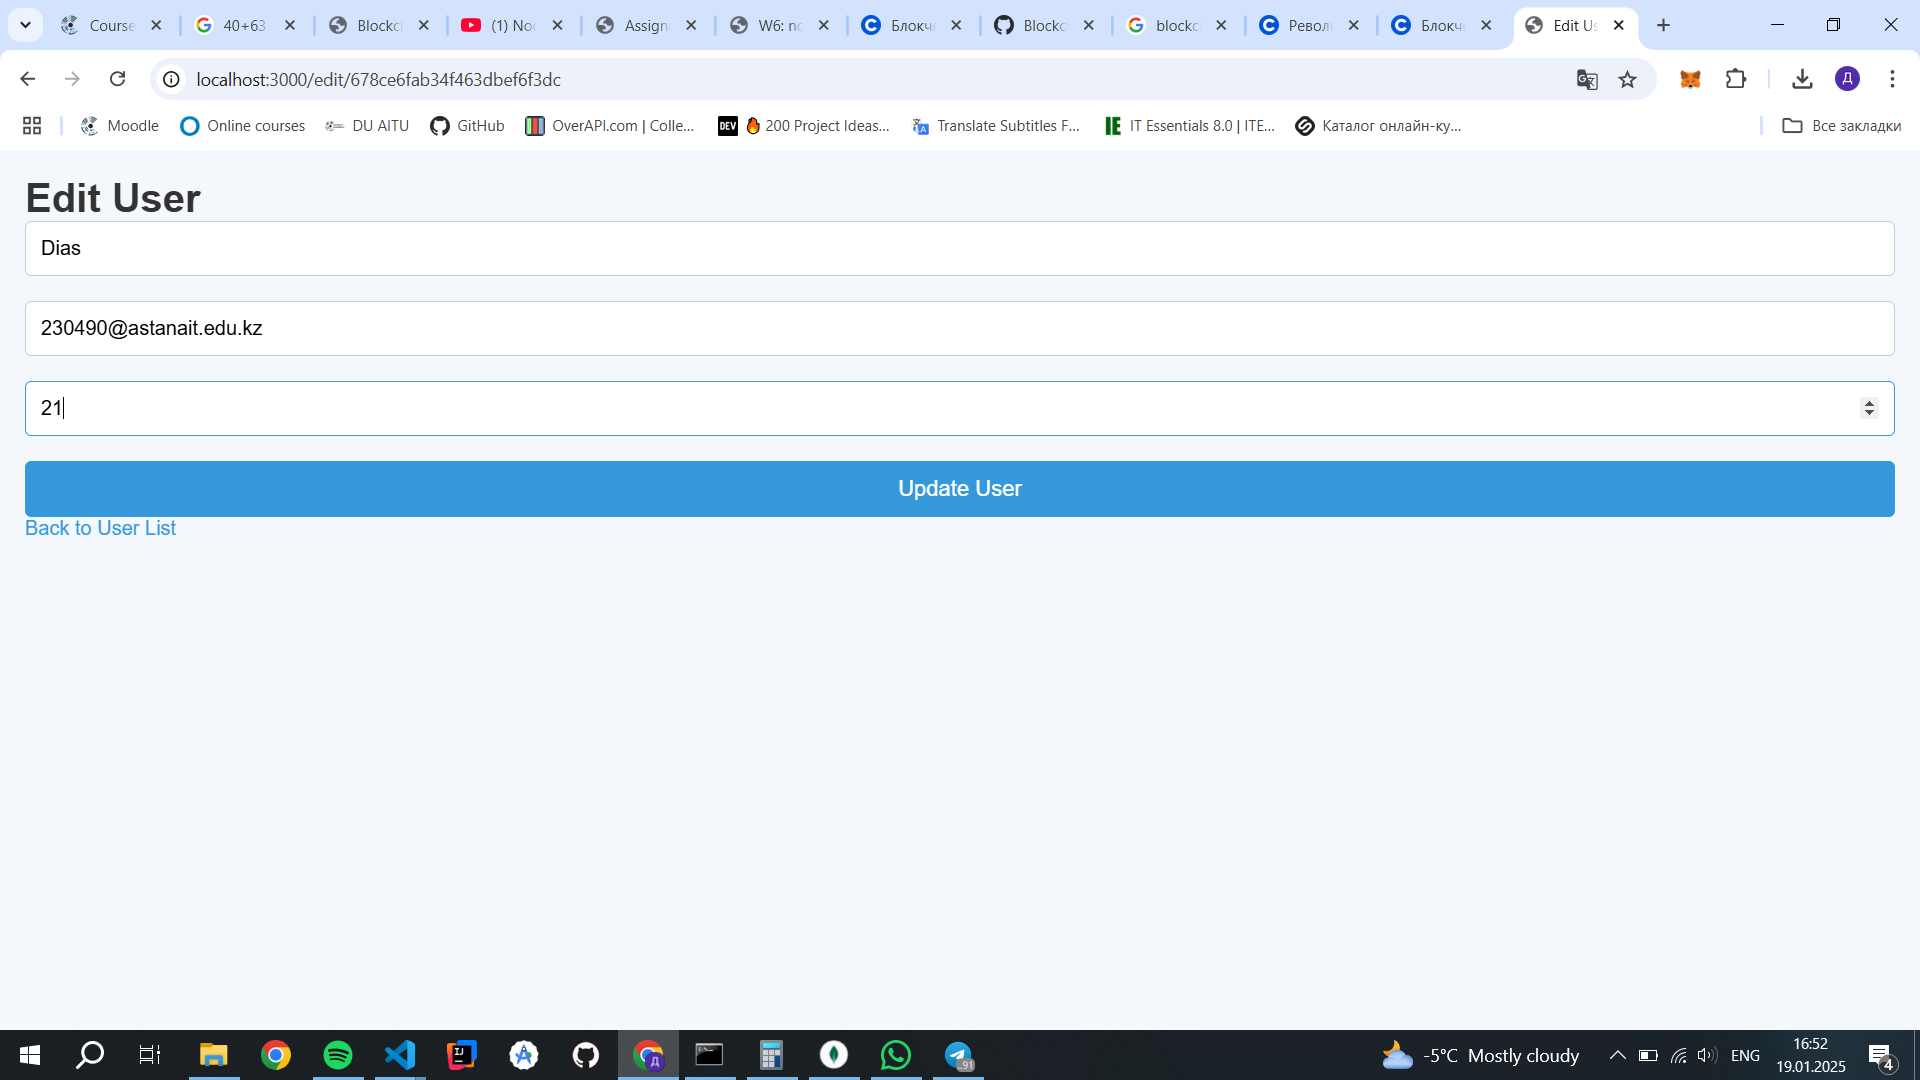 Course
40+63
Blockc
(1) Noc
Assign
W6: no
Блокч
Blockc
blockc
Револ
Блокч
Edit Us
localhost:3000/edit/678ce6fab34f463dbef6f3dc
Д
Moodle
Online courses
DU AITU
GitHub
OverAPI.com | Colle...
DEV
200 Project Ideas...
Translate Subtitles F...
IT Essentials 8.0 | ITE...
Каталог онлайн-ку...
Все закладки
Edit User
Dias
230490@astanait.edu.kz
21
Update User
Back to User List
-5°C Mostly cloudy
ENG
16:52
19.01.2025
4